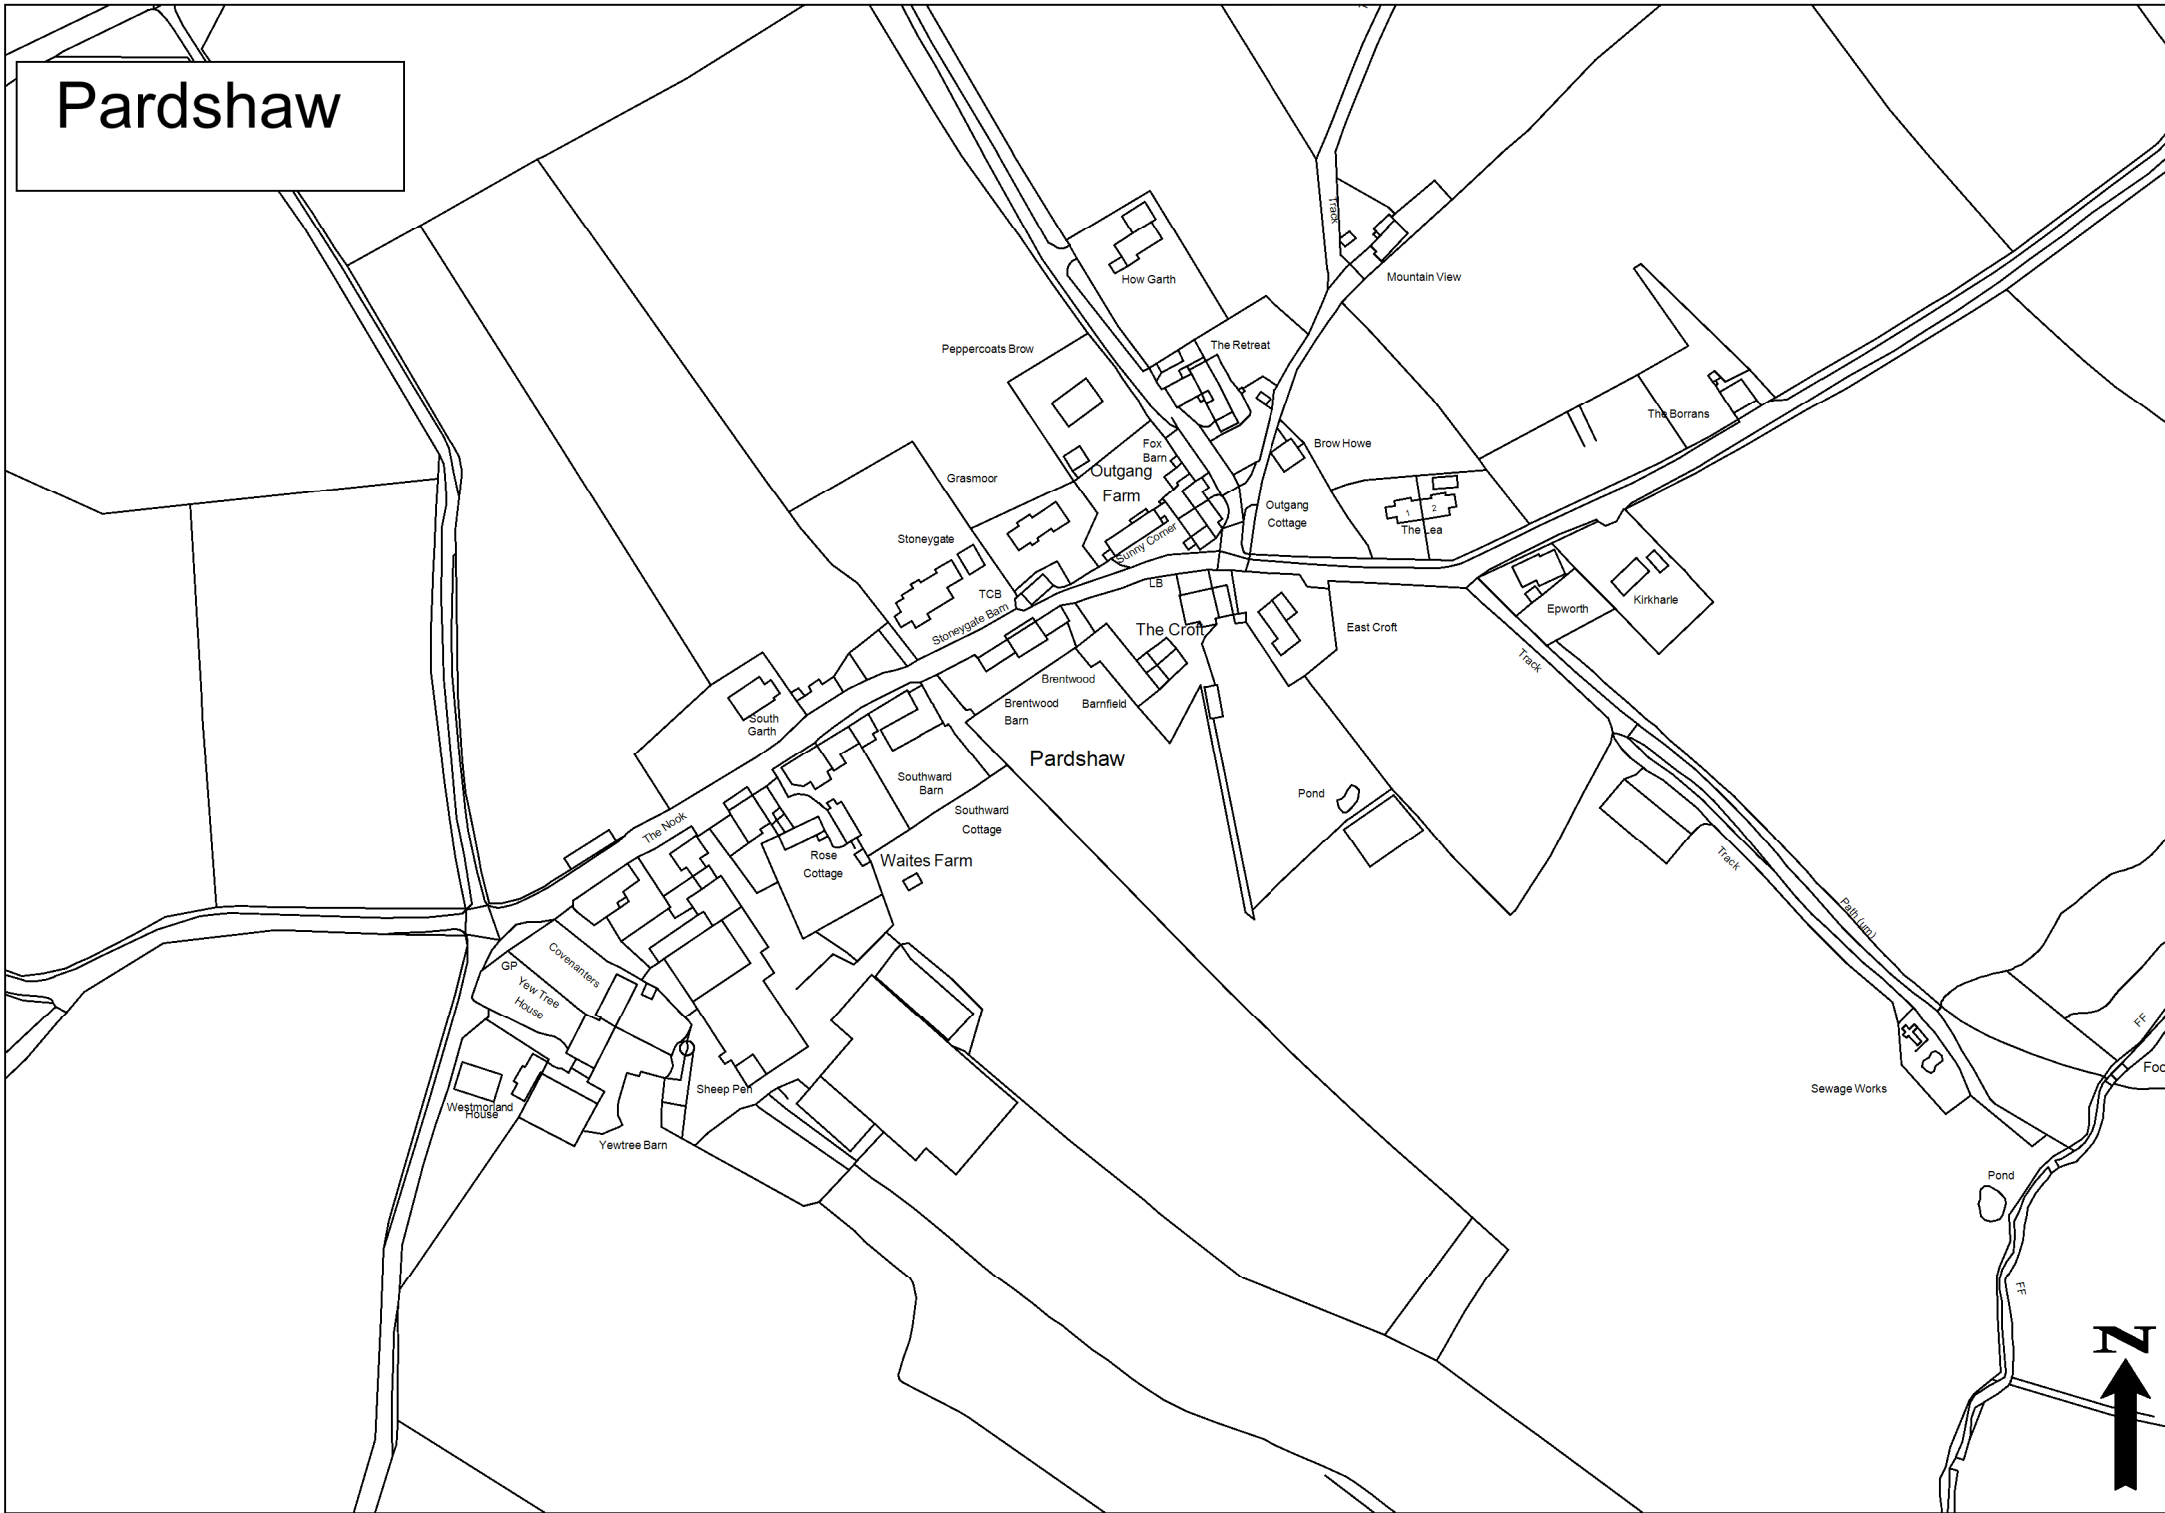 Pardshaw
Track
How Garth
Mountain View
Peppercoats Brow
The Retreat
The Borrans
Fox
Barn
Brow Howe
Outgang
Farm
Grasmoor
Outgang
Cottage
1
2
The Lea
Sunny Corner
Stoneygate
TCB
LB
Stoneygate Barn
The Croft
East Croft
Epworth
Kirkharle
Track
Brentwood
Brentwood
Barn
Barnfield
South
Garth
Pardshaw
Southward
Barn
Southward
Cottage
Pond
The Nook
Rose
Cottage
Waites Farm
Track
Path (um)
Covenanters
GP
Yew Tree
House
FF
Foo
Sheep Pen
Sewage Works
Westmorland
House
Yewtree Barn
Pond
FF
N